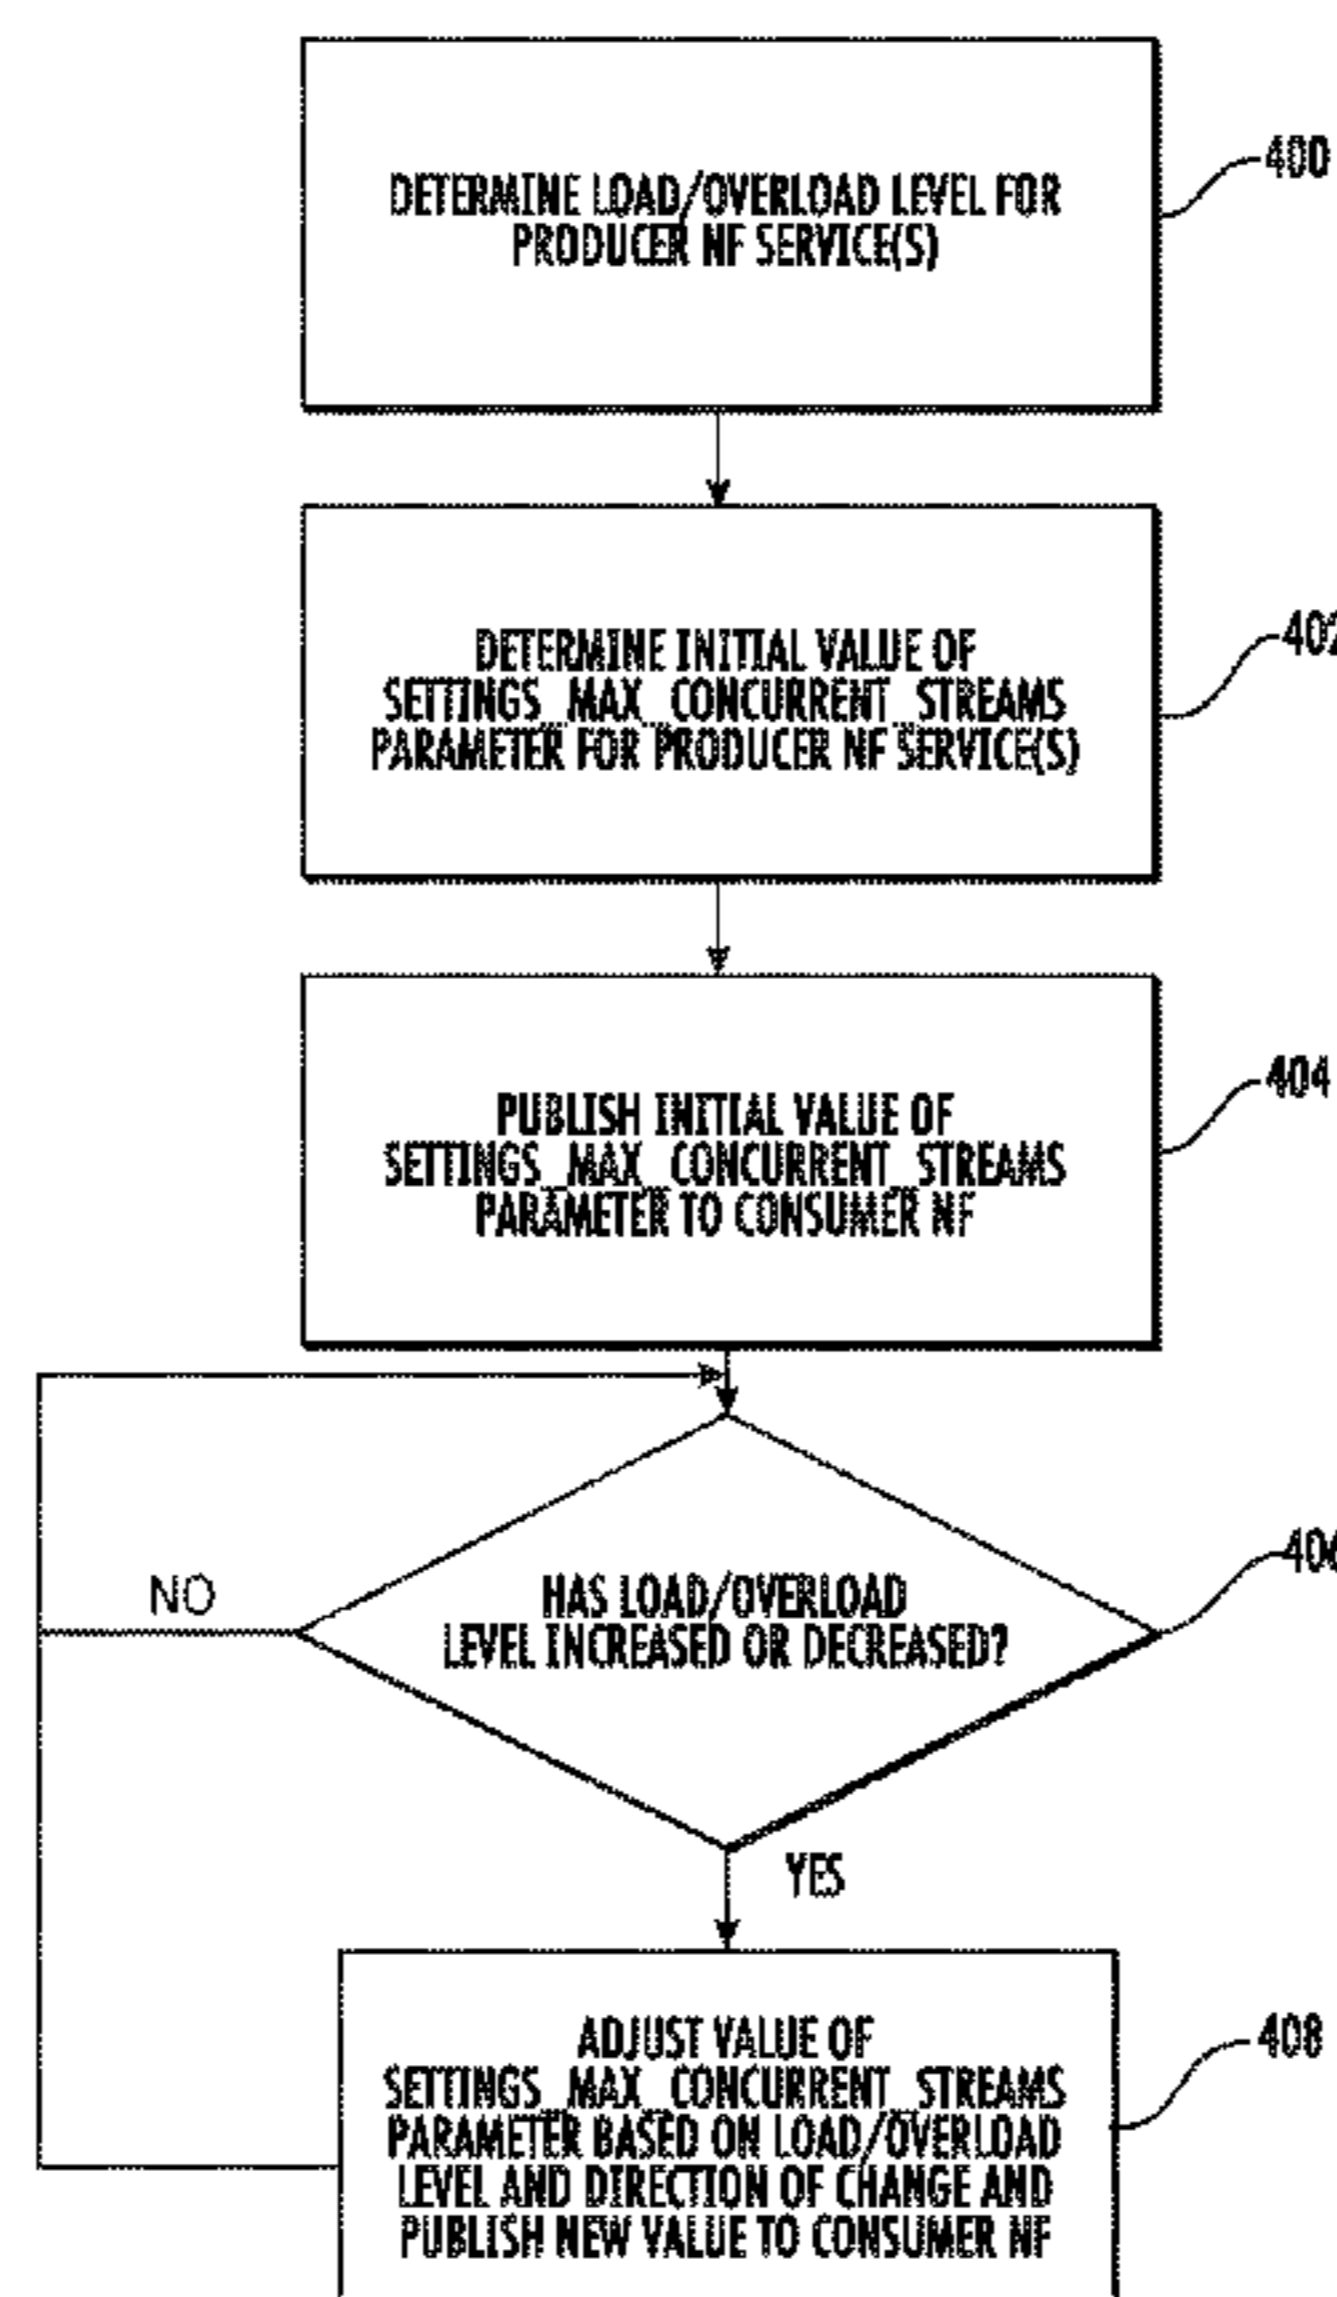 400
DETERMINE LOAD/OVERLOAD LEVEL FOR
PRODUCER NF SERVICE(S)
402
DETERMINE INITIAL VALUE OF
SETTINGS_MAX_CONCURRENT_STREAMS
PARAMETER FOR PRODUCER NF SERVICE(S)
404
PUBLISH INITIAL VALUE OF
SETTINGS_MAX_CONCURRENT_STREAMS
PARAMETER TO CONSUMER NF
406
NO
HAS LOAD/OVERLOAD
LEVEL INCREASED OR DECREASED?
YES
408
ADJUST VALUE OF
SETTINGS_MAX_CONCURRENT_STREAMS
PARAMETER BASED ON LOAD/OVERLOAD
LEVEL AND DIRECTION OF CHANGE AND
PUBLISH NEW VALUE TO CONSUMER NF